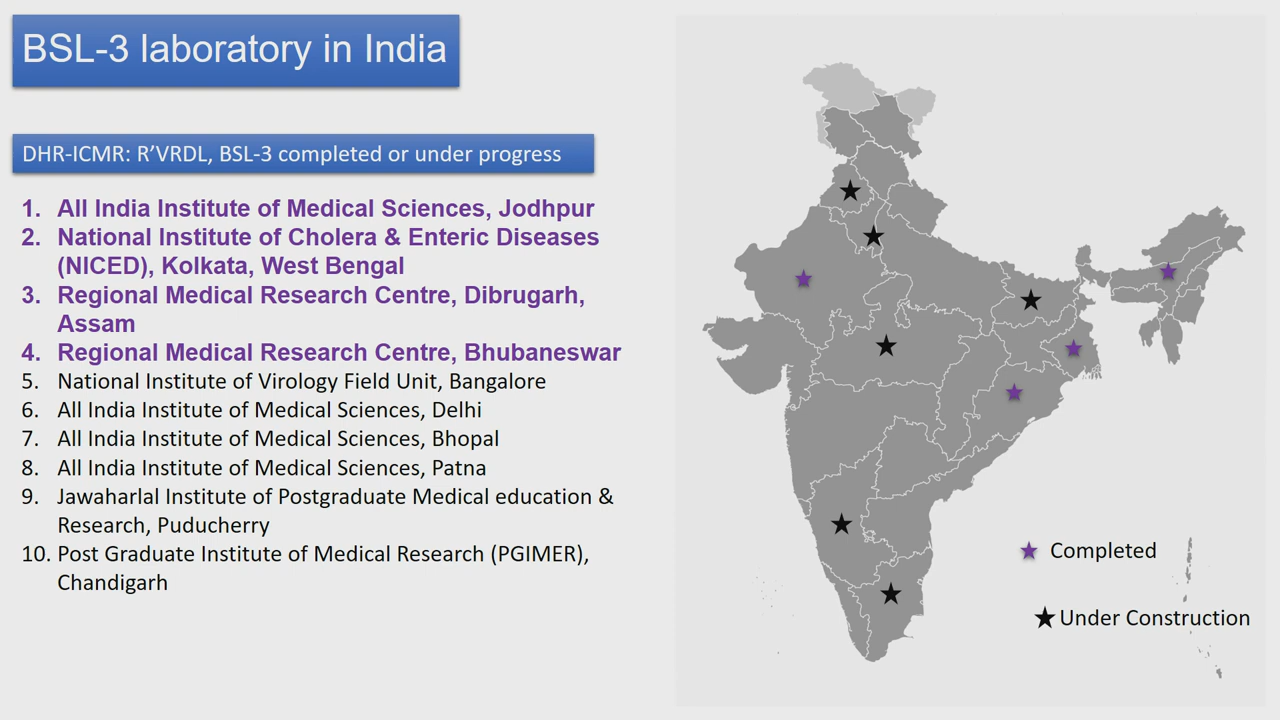 BSL-3 laboratory in India
DHR-ICMR: R’VRDL, BSL-3 completed or under progress
1. All India Institute of Medical Sciences, Jodhpur
2. National Institute of Cholera & Enteric Diseases
(NICED), Kolkata, West Bengal
3. Regional Medical Research Centre, Dibrugarh,
Assam
4. Regional Medical Research Centre, Bhubaneswar
5. National Institute of Virology Field Unit, Bangalore
6. All India Institute of Medical Sciences, Delhi
7. All India Institute of Medical Sciences, Bhopal
8. All India Institute of Medical Sciences, Patna
9. Jawaharlal Institute of Postgraduate Medical education &
Research, Puducherry
10. Post Graduate Institute of Medical Research (PGIMER),
Chandigarh
Completed
Under Construction